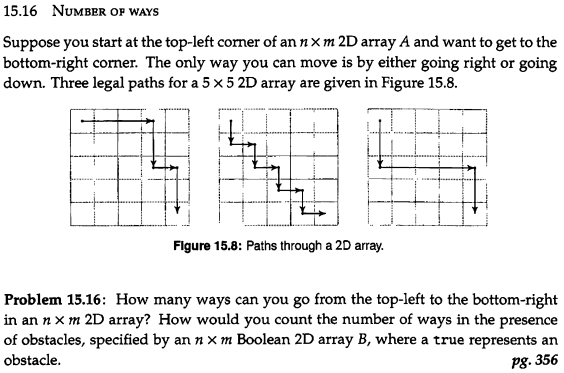 15.16 NUMBER OF WAYS
Suppose you start at the top-left corner of an n × m 2D array A and want to get to the
bottom-right corner. The only way you can move is by either going right or going
down. Three legal paths for a 5 × 5 2D array are given in Figure 15.8.
Figure 15.8: Paths through a 2D array.
Problem 15.16: How many ways can you go from the top-left to the bottom-right
in an n × m 2D array? How would you count the number of ways in the presence
of obstacles, specified by an n × m Boolean 2D array B, where a true represents an
obstacle. pg. 356